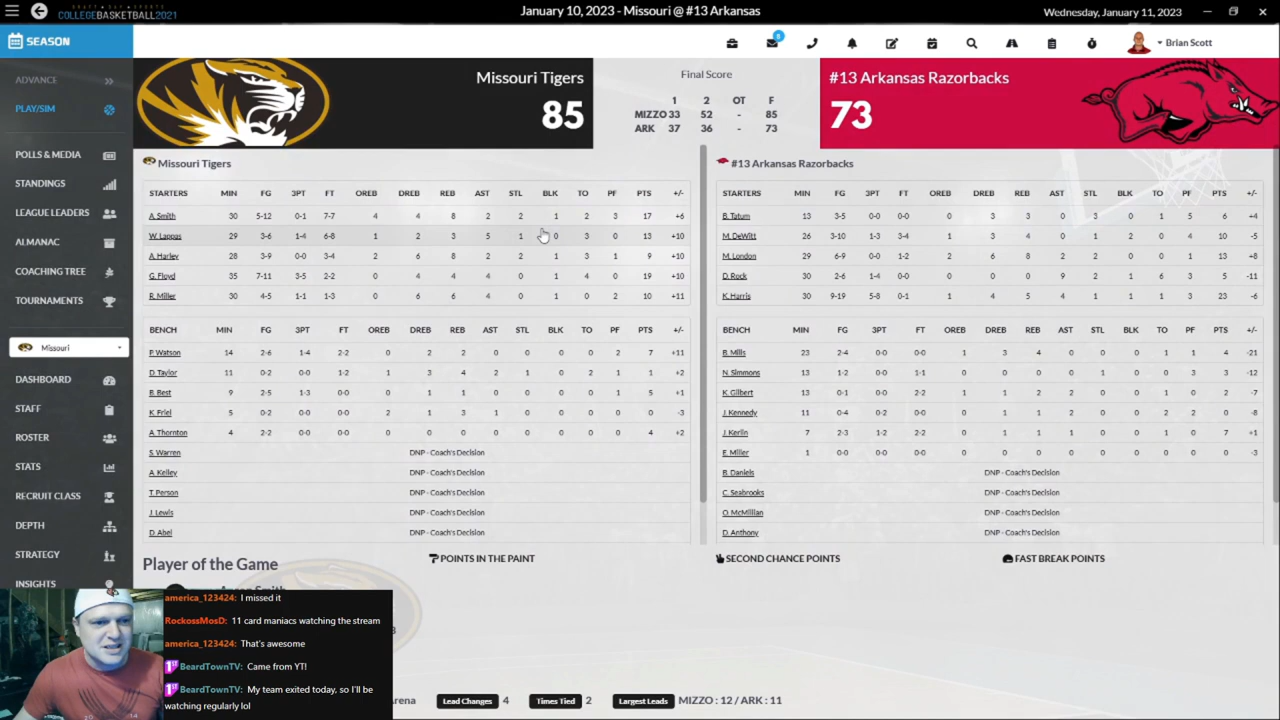 DRAFT DAY SPORTS
COLLEGEBASKETBALL2021
January 10, 2023 - Missouri @ #13 Arkansas
Wednesday, January 11, 2023
SEASON
8
Brian Scott
ADVANCE
PLAY/SIM
POLLS & MEDIA
STANDINGS
LEAGUE LEADERS
ALMANAC
COACHING TREE
TOURNAMENTS
Missouri
DASHBOARD
STAFF
ROSTER
STATS
RECRUIT CLASS
DEPTH
STRATEGY
INSIGHTS
Missouri Tigers
85
Final Score
1 2 OT F
MIZZO 33 52 - 85
ARK 37 36 - 73
#13 Arkansas Razorbacks
73
Missouri Tigers
STARTERS MIN FG 3PT FT OREB DREB REB AST STL BLK TO PF PTS +/-
A. Smith 30 5-12 0-1 7-7 4 4 8 2 2 1 2 3 17 +6
W. Lappas 29 3-6 1-4 6-8 1 2 3 5 1 0 3 0 13 +10
A. Harley 28 3-9 0-0 3-4 2 6 8 2 2 1 3 1 9 +10
G. Floyd 35 7-11 3-5 2-2 0 4 4 4 0 1 4 0 19 +10
R. Miller 30 4-5 1-1 1-3 0 6 6 4 0 1 0 2 10 +11
BENCH MIN FG 3PT FT OREB DREB REB AST STL BLK TO PF PTS +/-
P. Watson 14 2-6 1-4 2-2 0 2 2 0 0 0 0 2 7 +11
D. Taylor 11 0-2 0-0 1-2 1 3 4 2 1 0 2 1 1 +2
B. Best 9 2-5 1-3 0-0 0 1 1 0 0 0 0 1 5 +1
K. Friel 5 0-2 0-0 0-0 2 1 3 1 0 0 0 0 0 -3
A. Thornton 4 2-2 0-0 0-0 0 0 0 0 0 0 0 0 4 +2
S. Warren DNP - Coach's Decision
A. Kelley DNP - Coach's Decision
T. Person DNP - Coach's Decision
J. Lewis DNP - Coach's Decision
D. Abel DNP - Coach's Decision
#13 Arkansas Razorbacks
STARTERS MIN FG 3PT FT OREB DREB REB AST STL BLK TO PF PTS +/-
B. Tatum 13 3-5 0-0 0-0 0 3 3 0 3 0 1 5 6 +4
M. DeWitt 26 3-10 1-3 3-4 1 3 4 0 1 2 0 4 10 -5
M. London 29 6-9 0-0 1-2 2 6 8 2 2 0 1 1 13 +8
D. Rock 30 2-6 1-4 0-0 0 0 0 9 2 1 6 3 5 -11
K. Harris 30 9-19 5-8 0-1 1 4 5 4 1 1 1 3 23 -6
BENCH MIN FG 3PT FT OREB DREB REB AST STL BLK TO PF PTS +/-
B. Mills 23 2-4 0-0 0-0 1 3 4 0 0 0 1 1 4 -21
N. Simmons 13 1-2 0-0 1-1 0 0 0 0 1 0 0 3 3 -12
K. Gilbert 13 0-1 0-0 2-2 1 1 2 2 0 0 0 1 2 -7
J. Kennedy 11 0-4 0-2 0-0 0 1 1 2 0 0 2 2 0 -8
J. Kerlin 7 2-3 1-2 2-2 0 1 1 1 0 0 1 0 7 +1
E. Miller 1 0-0 0-0 0-0 0 0 0 0 0 0 0 0 0 -3
B. Daniels DNP - Coach's Decision
C. Seabrooks DNP - Coach's Decision
O. McMillian DNP - Coach's Decision
D. Anthony DNP - Coach's Decision
Player of the Game
POINTS IN THE PAINT
SECOND CHANCE POINTS
FAST BREAK POINTS
america_123424: I missed it
RockossMosD: 11 card maniacs watching the stream
america_123424: That's awesome
BeardTownTV: Came from YT!
BeardTownTV: My team exited today, so I'll be
watching regularly lol
Lead Changes 4
Times Tied 2
Largest Leads MIZZO : 12 / ARK : 11